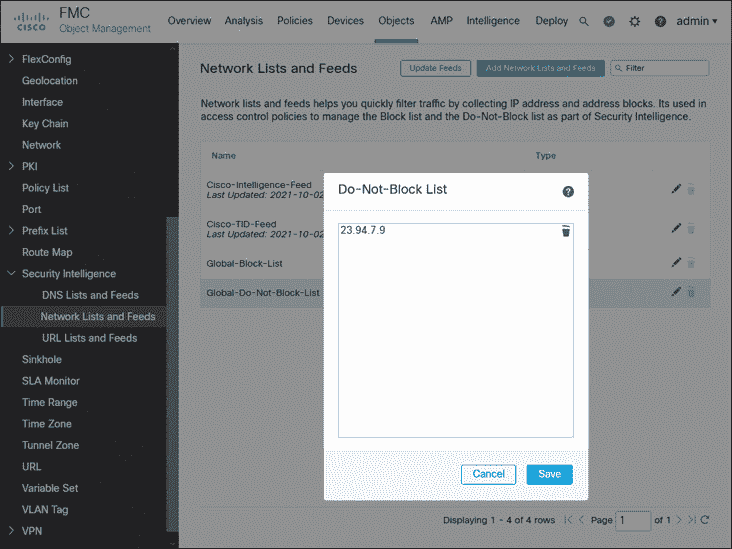 CISCO
FMC
Object Management
Overview
Analysis
Policies
Devices
Objects
AMP
Intelligence
Deploy
admin
FlexConfig
Geolocation
Interface
Key Chain
Network
PKI
Policy List
Port
Prefix List
Route Map
Security Intelligence
DNS Lists and Feeds
Network Lists and Feeds
URL Lists and Feeds
Sinkhole
SLA Monitor
Time Range
Time Zone
Tunnel Zone
URL
Variable Set
VLAN Tag
VPN
Network Lists and Feeds
Update Feeds
Add Network Lists and Feeds
Filter
Network lists and feeds helps you quickly filter traffic by collecting IP address and address blocks. Its used in
access control policies to manage the Block list and the Do-Not-Block list as part of Security Intelligence.
Name
Type
Cisco-Intelligence-Feed
Last Updated: 2021-10-02
Cisco-TID-Feed
Last Updated: 2021-10-02
Global-Block-List
Global-Do-Not-Block-List
Do-Not-Block List
23.94.7.9
Cancel
Save
Displaying 1 - 4 of 4 rows
Page
1
of 1